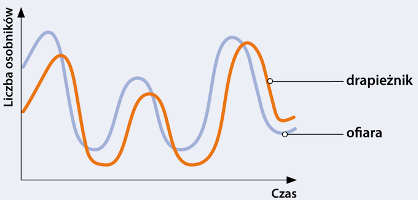 Liczba osobników
drapieżnik
ofiara
Czas